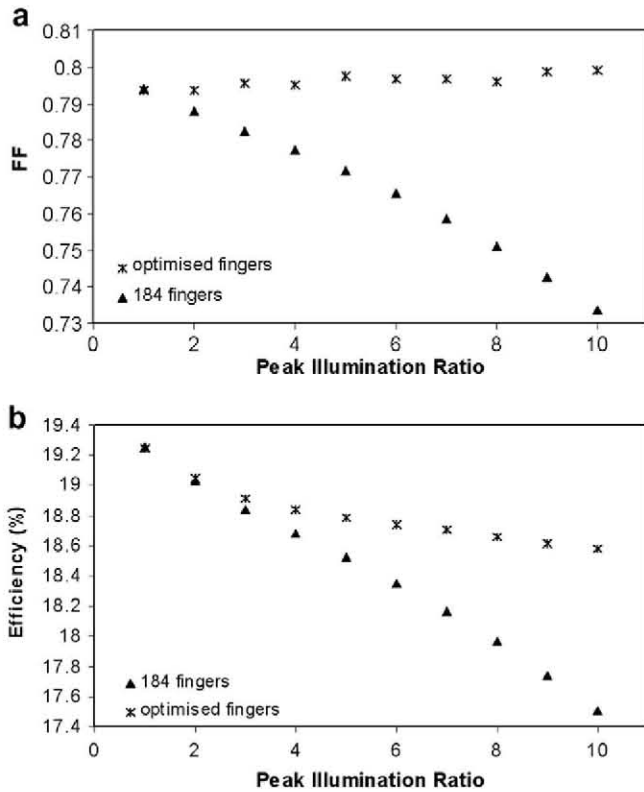 a
0.81
0.8
0.79
0.78
0.77
0.76
0.75
0.74
0.73
FF
optimised fingers
184 fingers
0 2 4 6 8 10
Peak Illumination Ratio
b
19.4
19.2
19
18.8
18.6
18.4
18.2
18
17.8
17.6
17.4
Efficiency (%)
184 fingers
optimised fingers
0 2 4 6 8 10
Peak Illumination Ratio